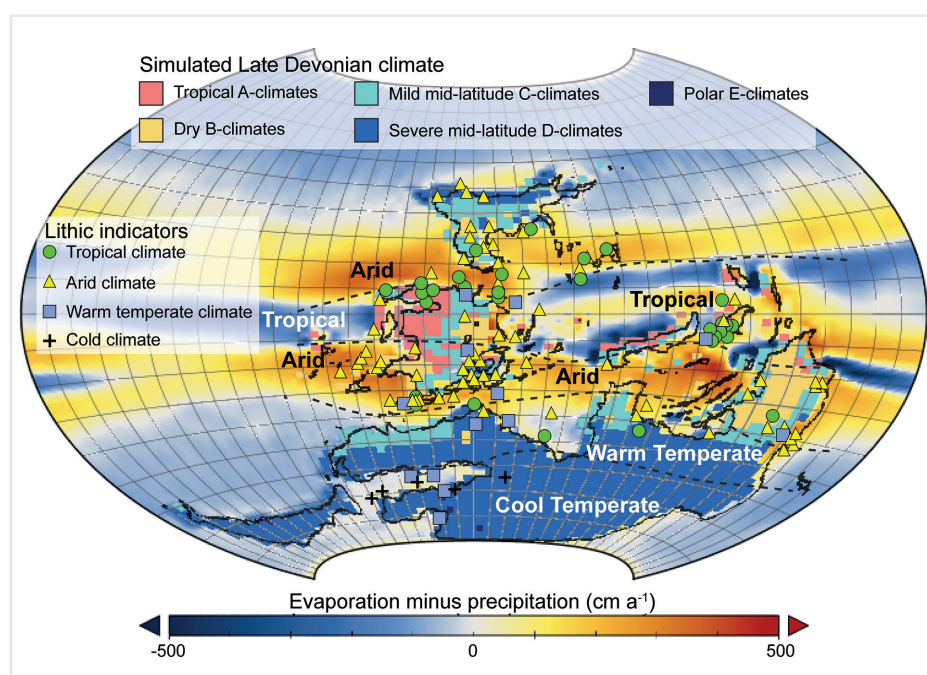 Simulated Late Devonian climate
Tropical A-climates
Mild mid-latitude C-climates
Polar E-climates
Dry B-climates
Severe mid-latitude D-climates
Lithic indicators
Tropical climate
Arid climate
Warm temperate climate
Cold climate
Arid
Tropical
Tropical
Arid
Arid
Warm Temperate
Cool Temperate
Evaporation minus precipitation (cm a⁻¹)
-500
0
500